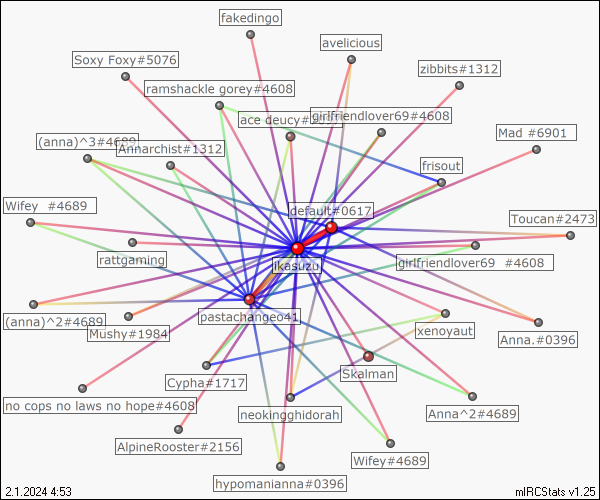 fakedingo
avelicious
Soxy Foxy#5076
zibbits#1312
ramshackle gorey#4608
ace deucy#
girlfriendlover69#4608
Mad #6901
(anna)^3#4689
Annarchist#1312
frisout
Wifey  #4689
default#0617
Toucan#2473
rattgaming
jkasuzu
girlfriendlover69  #4608
(anna)^2#4689
Mushy#1984
pastachangeo41
xenoyaut
Anna.#0396
Cypha#1717
Skalman
no cops no laws no hope#4608
neokingghidorah
Anna^2#4689
AlpineRooster#2156
Wifey#4689
hypomanianna#0396
2.1.2024 4:53
mIRCStats v1.25